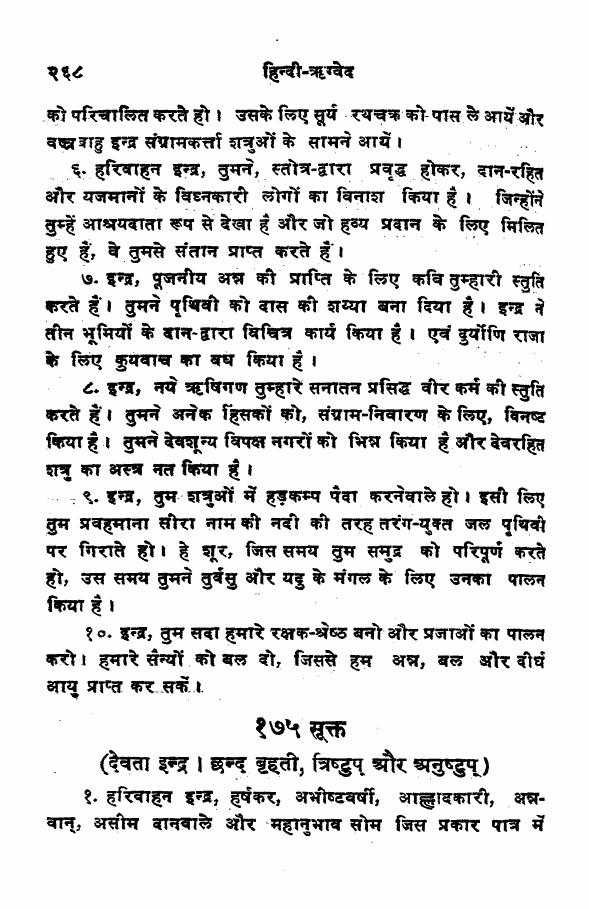 २६८ हिन्दी-ऋग्वेद
को परिचालित करते हो। उसके लिए सूर्य रथचक्र को पास ले आयें और
वज्रबाहु इन्द्र संग्रामकर्त्ता शत्रुओं के सामने आयें।
६. हरिवाहन इन्द्र, तुमने, स्तोत्र-द्वारा प्रवृद्ध होकर, दान-रहित
और यजमानों के विघ्नकारी लोगों का विनाश किया है। जिन्होंने
तुम्हें आश्रयदाता रूप से देखा है और जो हव्य प्रदान के लिए मिलित
हुए हैं, वे तुमसे संतान प्राप्त करते हैं।
७. इन्द्र, पूजनीय अन्न की प्राप्ति के लिए कवि तुम्हारी स्तुति
करते हैं। तुमने पृथिवी को दास की शय्या बना दिया है। इन्द्र ने
तीन भूमियों के दान-द्वारा विचित्र कार्य किया है। एवं दुर्योणि राजा
के लिए कुयवाच का वध किया है।
८. इन्द्र, नये ऋषिगण तुम्हारे सनातन प्रसिद्ध वीर कर्म की स्तुति
करते हैं। तुमने अनेक हिंसकों को, संग्राम-निवारण के लिए, विनष्ट
किया है। तुमने देवशून्य विपक्ष नगरों को भिन्न किया है और देवरहित
शत्रु का अस्त्र नत किया है।
९. इन्द्र, तुम शत्रुओं में हड़कम्प पैदा करनेवाले हो। इसी लिए
तुम प्रवहमाना सीरा नाम की नदी की तरह तरंग-युक्त जल पृथिवी
पर गिराते हो। हे शूर, जिस समय तुम समुद्र को परिपूर्ण करते
हो, उस समय तुमने तुर्वसु और यदु के मंगल के लिए उनका पालन
किया है।
१०. इन्द्र, तुम सदा हमारे रक्षक-श्रेष्ठ बनो और प्रजाओं का पालन
करो। हमारे सैन्यों को बल दो, जिससे हम अन्न, बल और दीर्घ
आयु प्राप्त कर सकें।
१७५ सूक्त
(देवता इन्द्र। छन्द बृहती, त्रिष्टुप् और अनुष्टुप्)
१. हरिवाहन इन्द्र, हर्षकर, अभीष्टवर्षी, आह्लादकारी, अन्न-
वान्, असीम दानवाले और महानुभाव सोम जिस प्रकार पात्र में